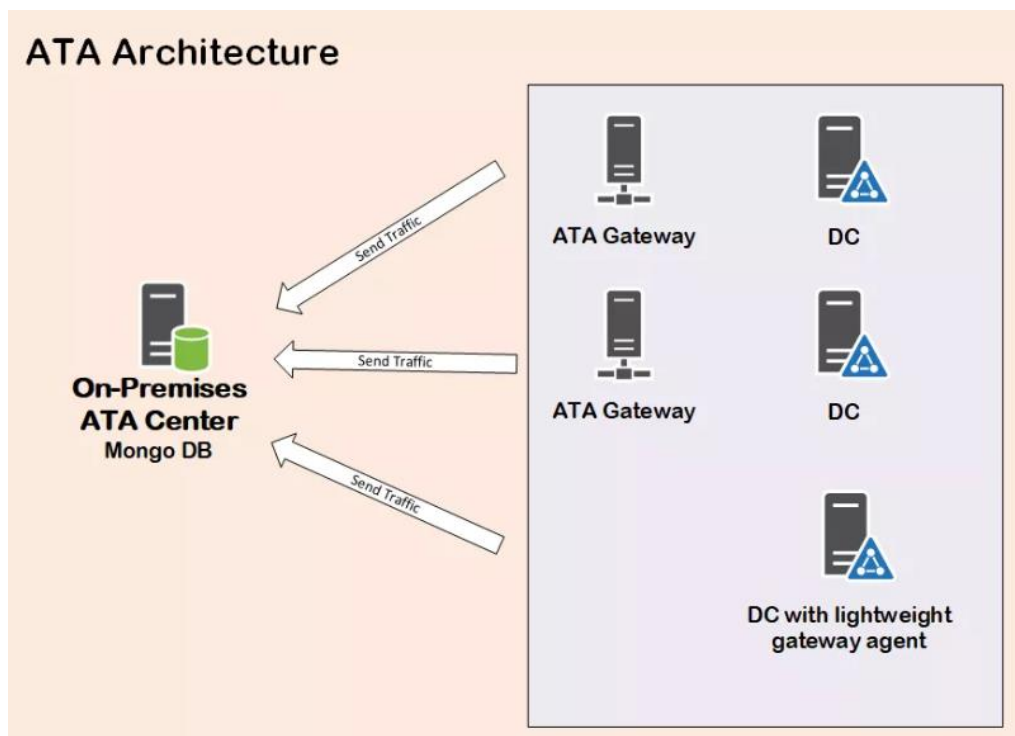 ATA Architecture
ATA Gateway
DC
Send Traffic
Send Traffic
ATA Gateway
DC
On-Premises
ATA Center
Mongo DB
Send Traffic
DC with lightweight
gateway agent